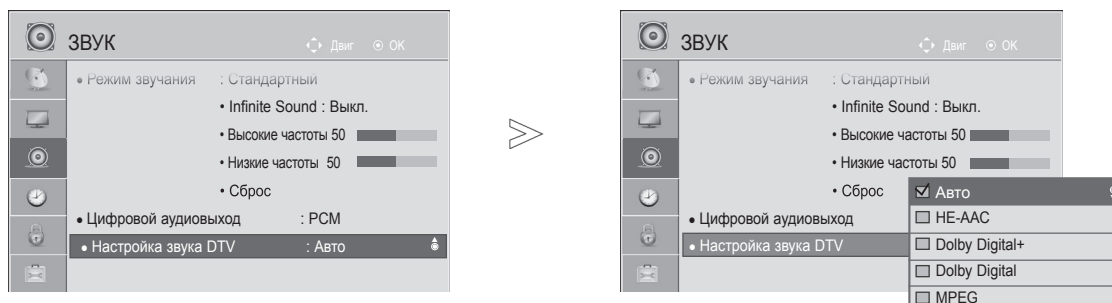 ЗВУК
Двиг ОК
• Режим звучания : Стандартный
• Infinite Sound : Выкл.
• Высокие частоты 50
• Низкие частоты 50
• Сброс
• Цифровой аудиовыход : PCM
• Настройка звука DTV : Авто
ЗВУК
Двиг ОК
• Режим звучания : Стандартный
• Infinite Sound : Выкл.
• Высокие частоты 50
• Низкие частоты 50
• Сброс
• Цифровой аудиовыход
• Настройка звука DTV
Авто
HE-AAC
Dolby Digital+
Dolby Digital
MPEG